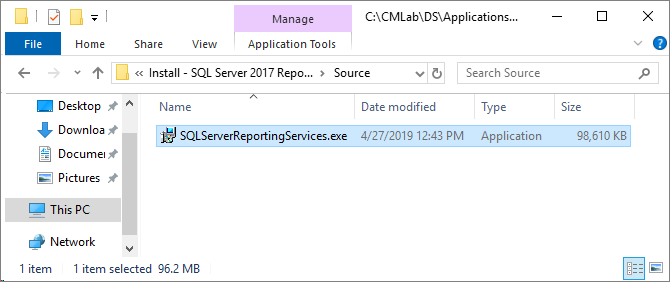 Manage
C:\CMLab\DS\Applications...
File
Home
Share
View
Application Tools
« Install - SQL Server 2017 Repo... > Source
Search Source
Name
Date modified
Type
Size
Desktop
Downloa
Documen
Pictures
This PC
Network
SQLServerReportingServices.exe
4/27/2019 12:43 PM
Application
98,610 KB
1 item
1 item selected 96.2 MB